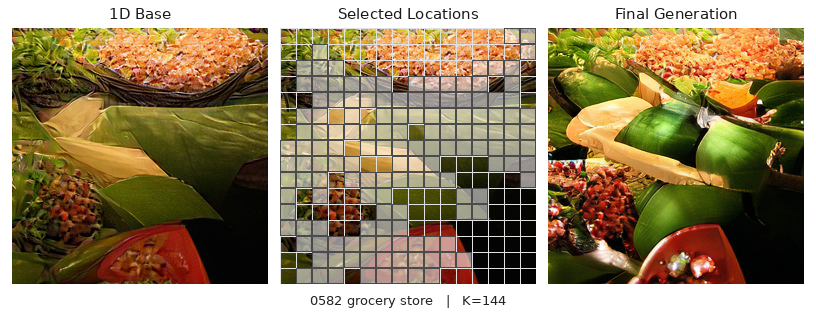 1D Base
Selected Locations
Final Generation
0582 grocery store | K=144